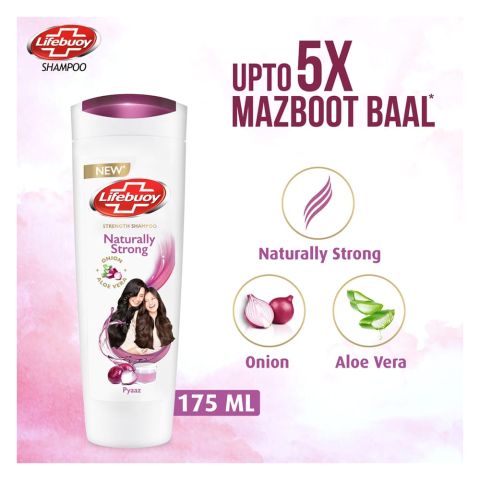 Lifebuoy
SHAMPOO
UPTO 5X
MAZBOOT BAAL*
NEW*
Lifebuoy
STRENGTH SHAMPOO
Naturally
Strong
ONION
+ ALOE VERA
Pyaaz
175 ML
Naturally Strong
Onion
Aloe Vera